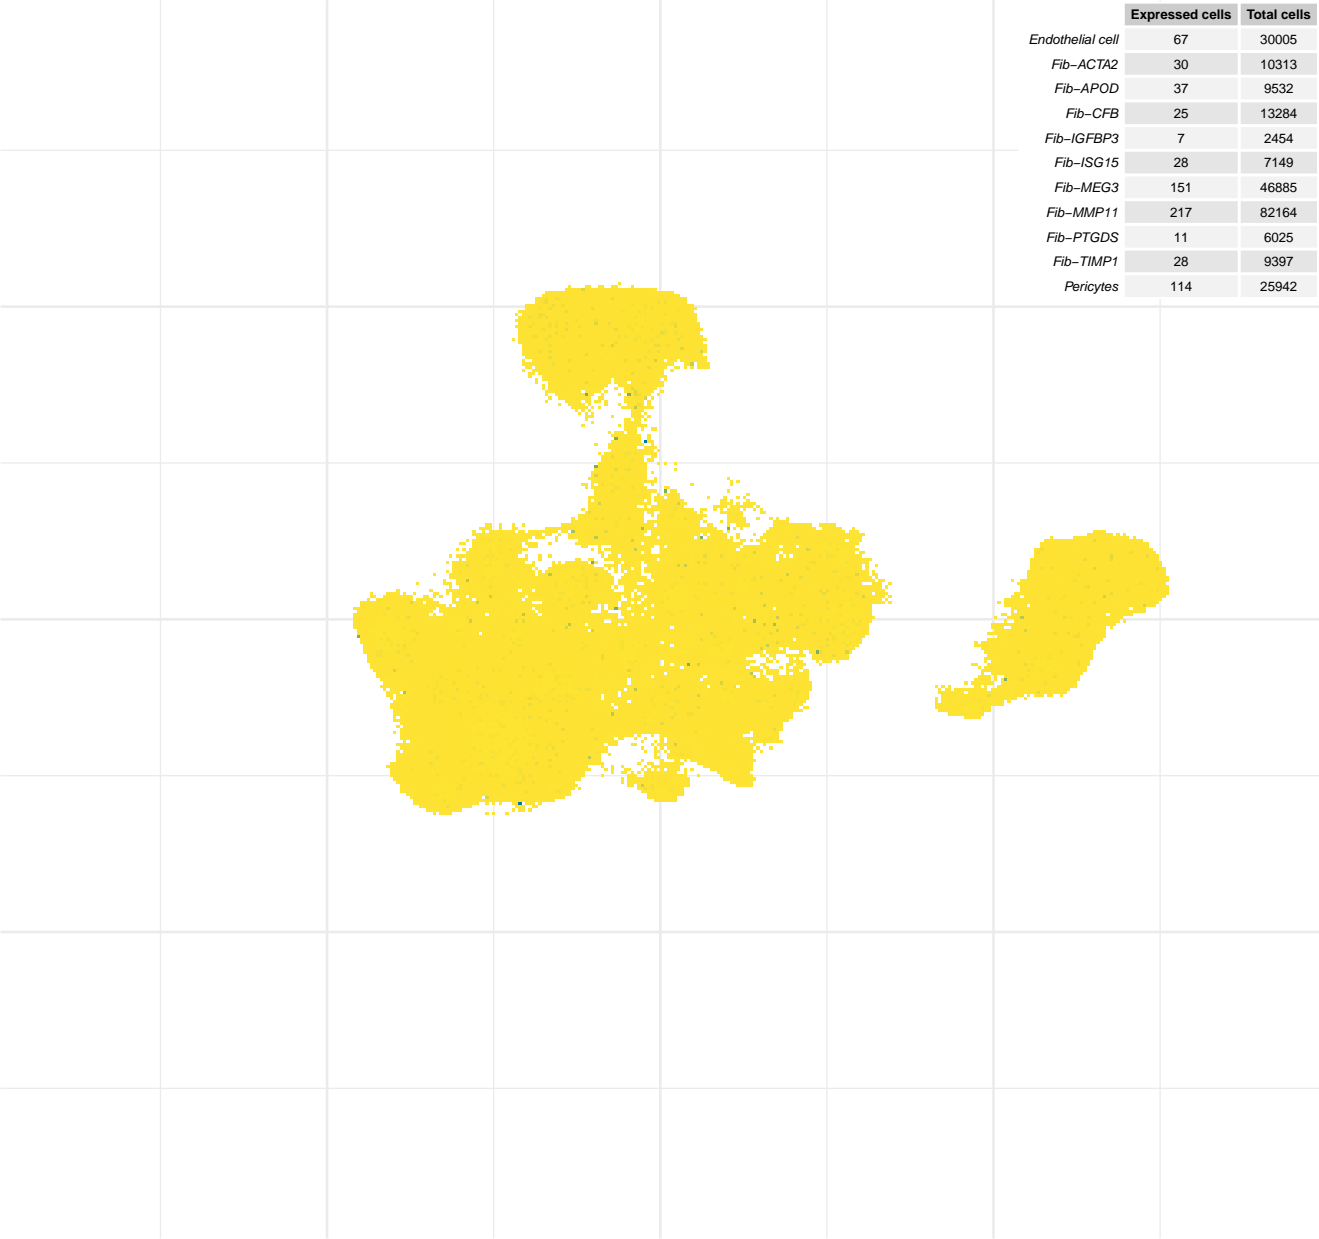 Expressed cells Total cells
Endothelial cell 67 30005
Fib−ACTA2 30 10313
Fib−APOD 37 9532
Fib−CFB 25 13284
Fib−IGFBP3 7 2454
Fib−ISG15 28 7149
Fib−MEG3 151 46885
Fib−MMP11 217 82164
Fib−PTGDS 11 6025
Fib−TIMP1 28 9397
Pericytes 114 25942